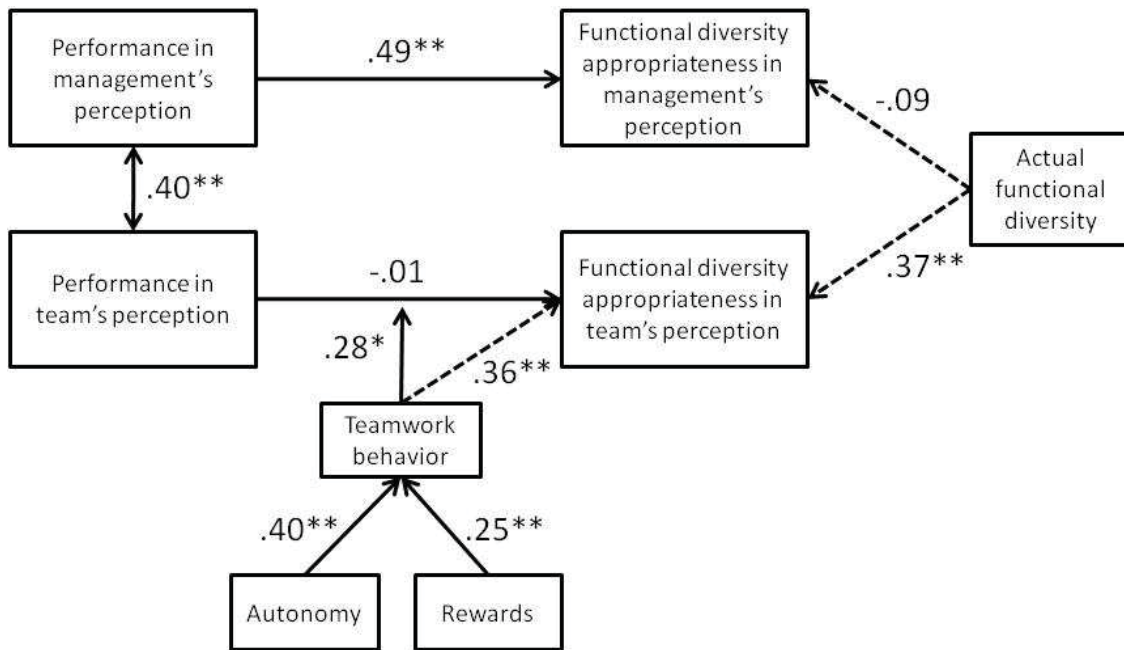 Performance in
management's
perception
.49**
Functional diversity
appropriateness in
management's
perception
-.09
Actual
functional
diversity
.40**
Performance in
team's perception
-.01
Functional diversity
appropriateness in
team's perception
.37**
.28*
.36**
Teamwork
behavior
.40**
.25**
Autonomy
Rewards